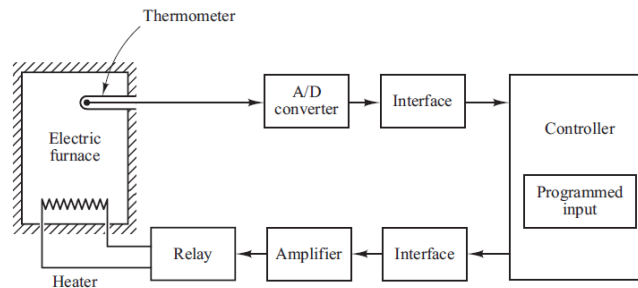 Thermometer
A/D
converter
Interface
Controller
Electric
furnace
Programmed
input
Relay
Amplifier
Interface
Heater